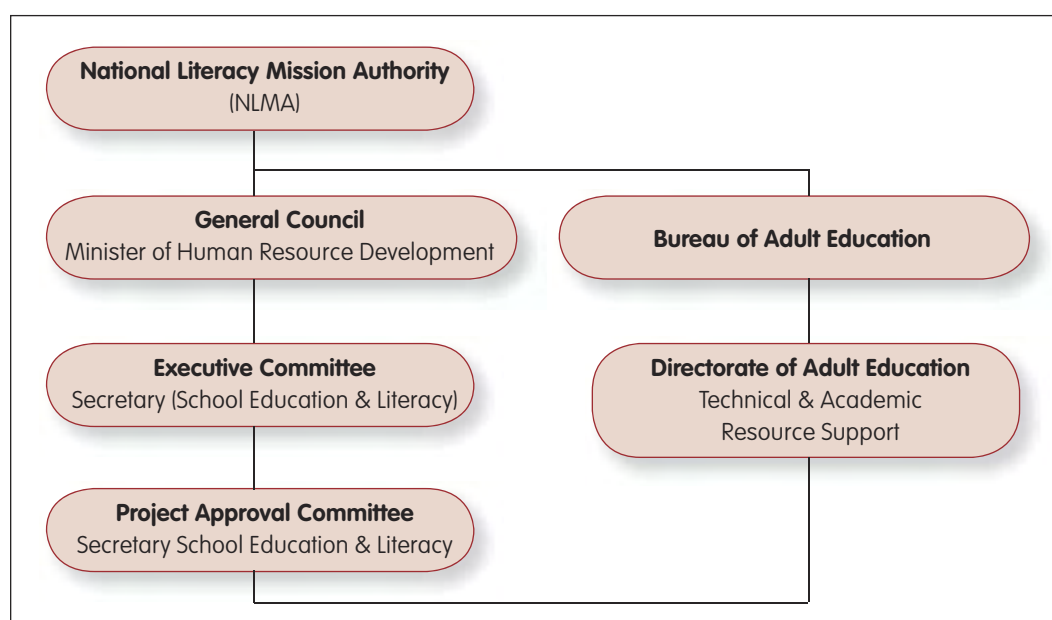 National Literacy Mission Authority
(NLMA)
General Council
Minister of Human Resource Development
Bureau of Adult Education
Executive Committee
Secretary (School Education & Literacy)
Directorate of Adult Education
Technical & Academic
Resource Support
Project Approval Committee
Secretary School Education & Literacy